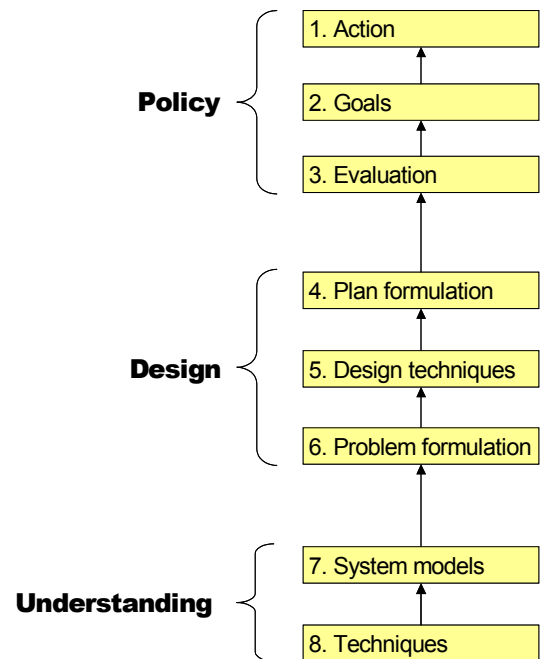 1. Action
Policy
2. Goals
3. Evaluation
4. Plan formulation
Design
5. Design techniques
6. Problem formulation
7. System models
Understanding
8. Techniques